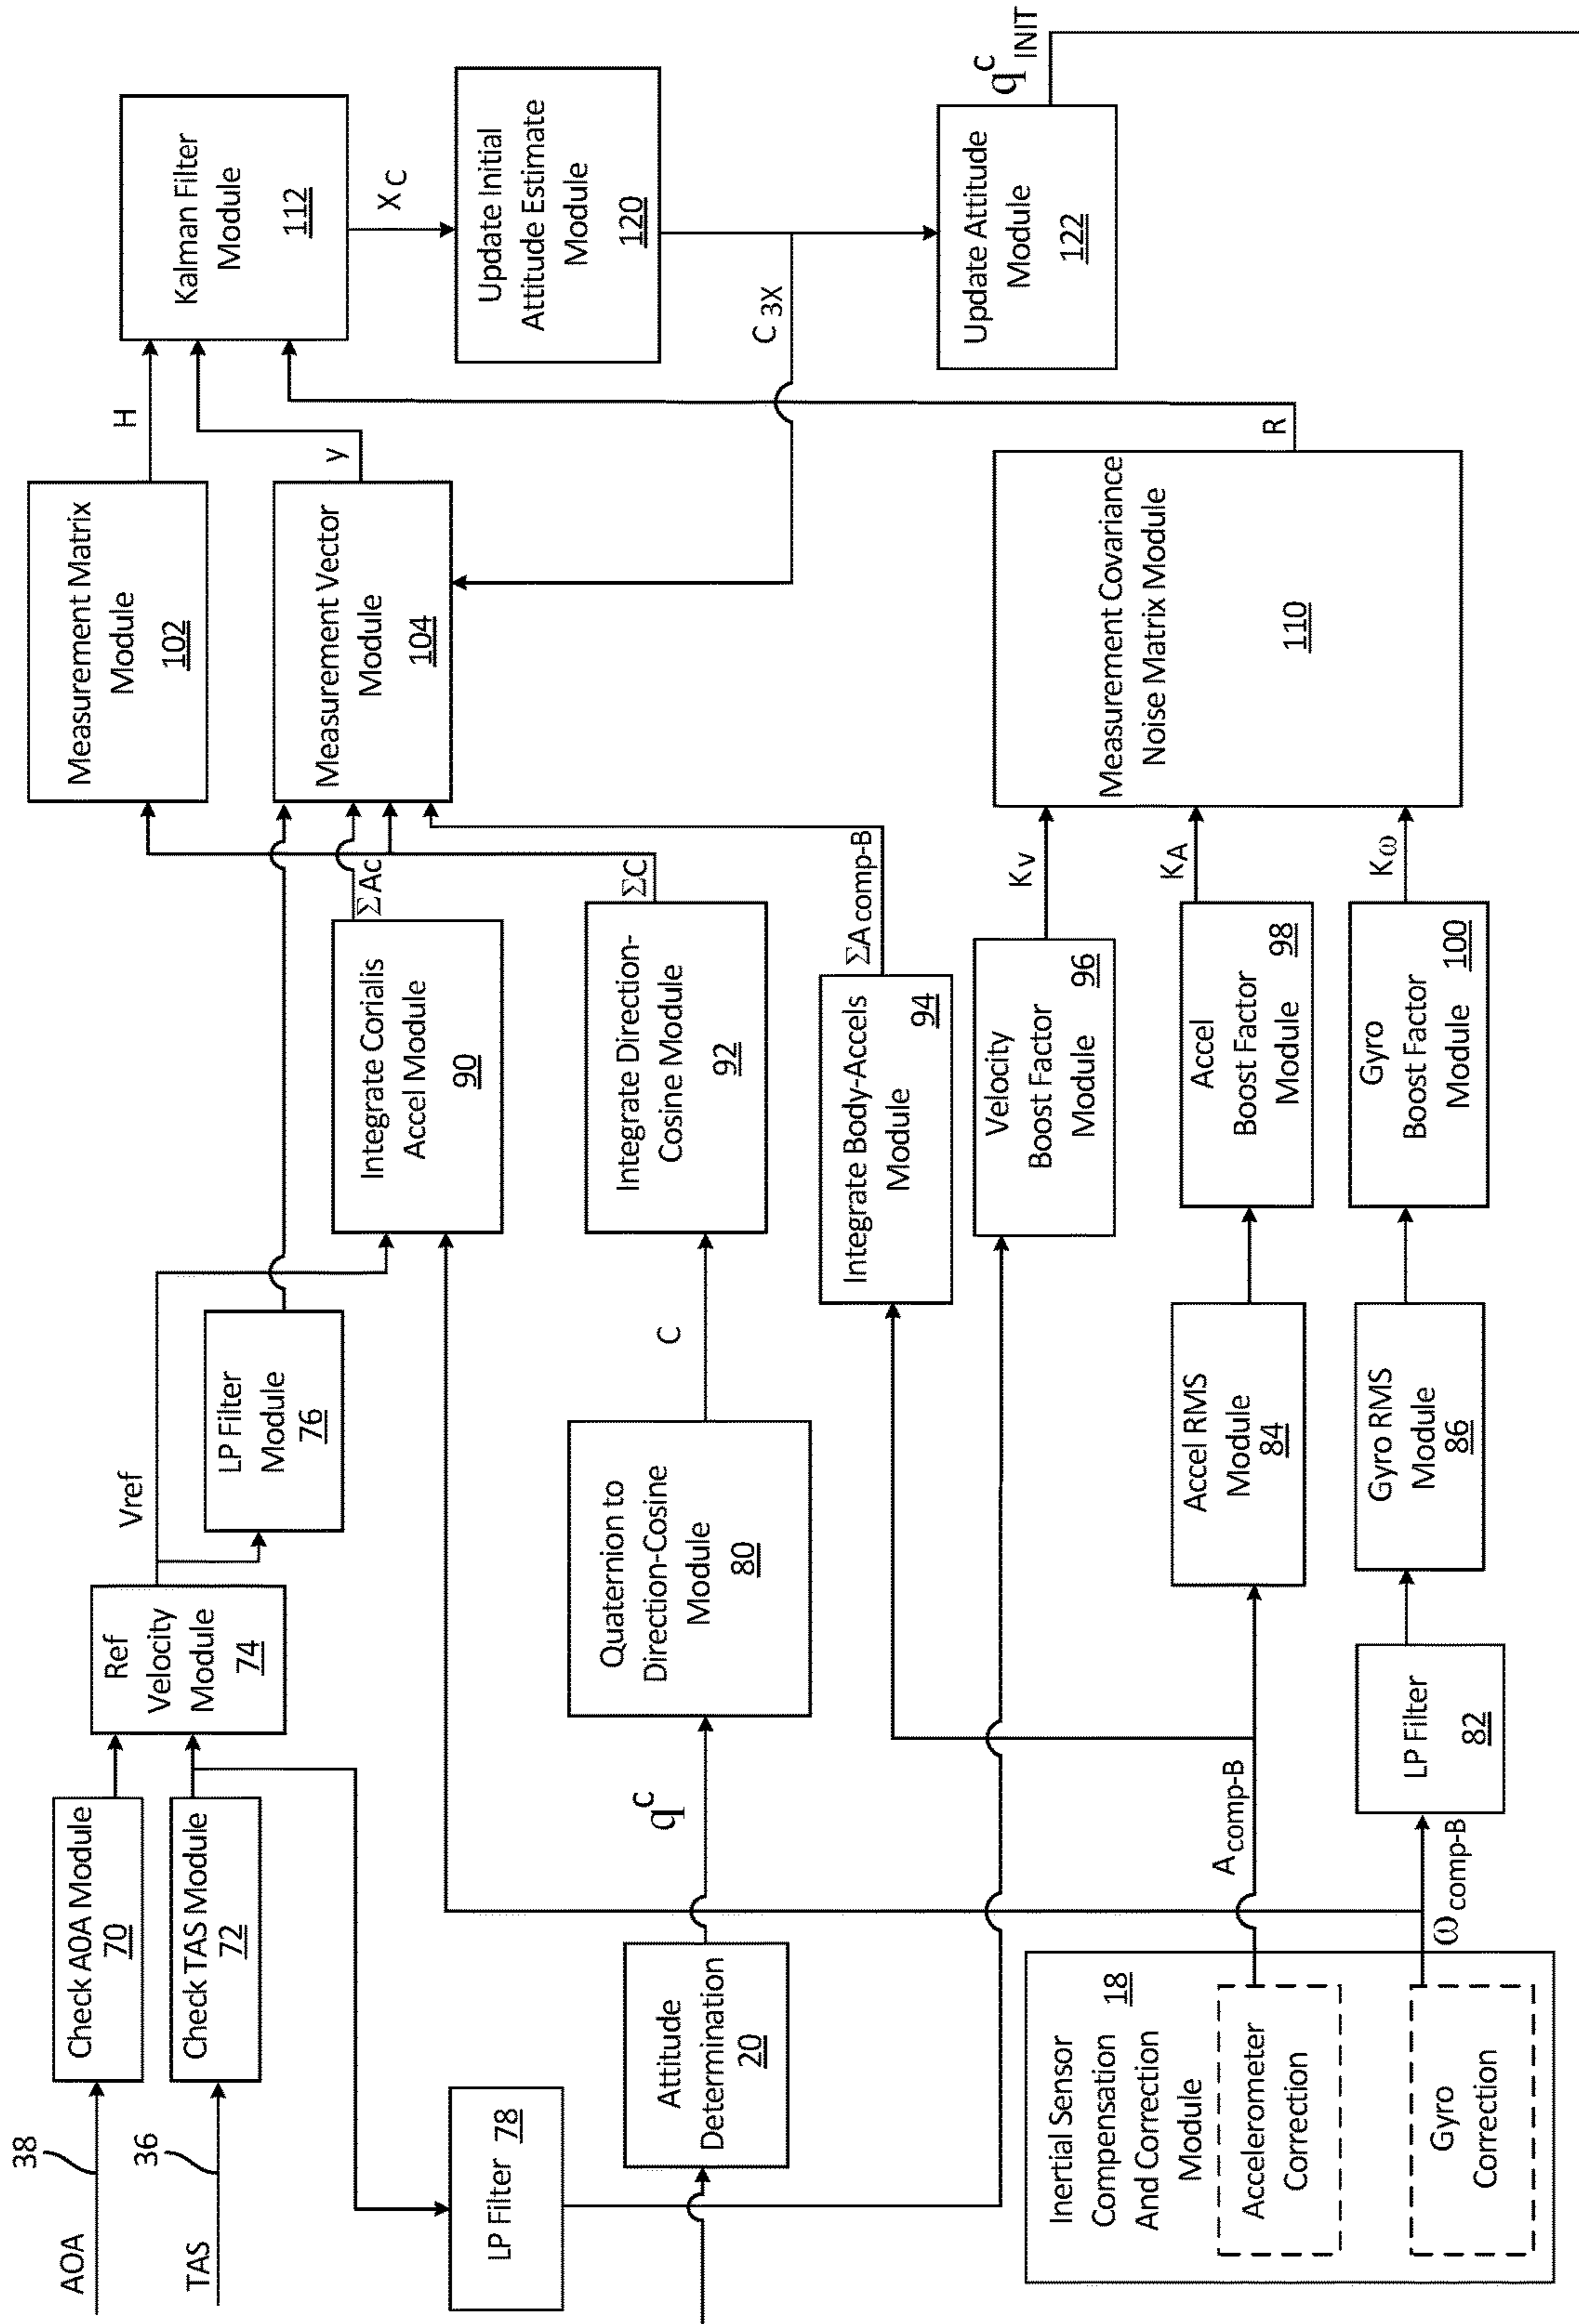 38
AOA
36
TAS
Check AOA Module
70
Check TAS Module
72
Ref
Velocity
Module
74
Vref
LP Filter
Module
76
LP Filter 78
Attitude
Determination
20
q^c
Quaternion to
Direction-Cosine
Module
80
C
Integrate Corialis
Accel Module
90
ΣAc
Integrate Direction-
Cosine Module
92
ΣC
Integrate Body-Accels
Module
94
ΣA comp-B
Velocity
Boost Factor
Module
96
Kv
Inertial Sensor
Compensation 18
And Correction
Module
Accelerometer
Correction
Gyro
Correction
A comp-B
ω comp-B
LP Filter
82
Accel RMS
Module
84
Gyro RMS
Module
86
Accel
Boost Factor
Module 98
KA
Gyro
Boost Factor
Module 100
Kω
Measurement Matrix
Module
102
H
Measurement Vector
Module
104
y
Measurement Covariance
Noise Matrix Module
110
R
Kalman Filter
Module
112
XC
Update Initial
Attitude Estimate
Module
120
C 3X
Update Attitude
Module
122
q^c INIT